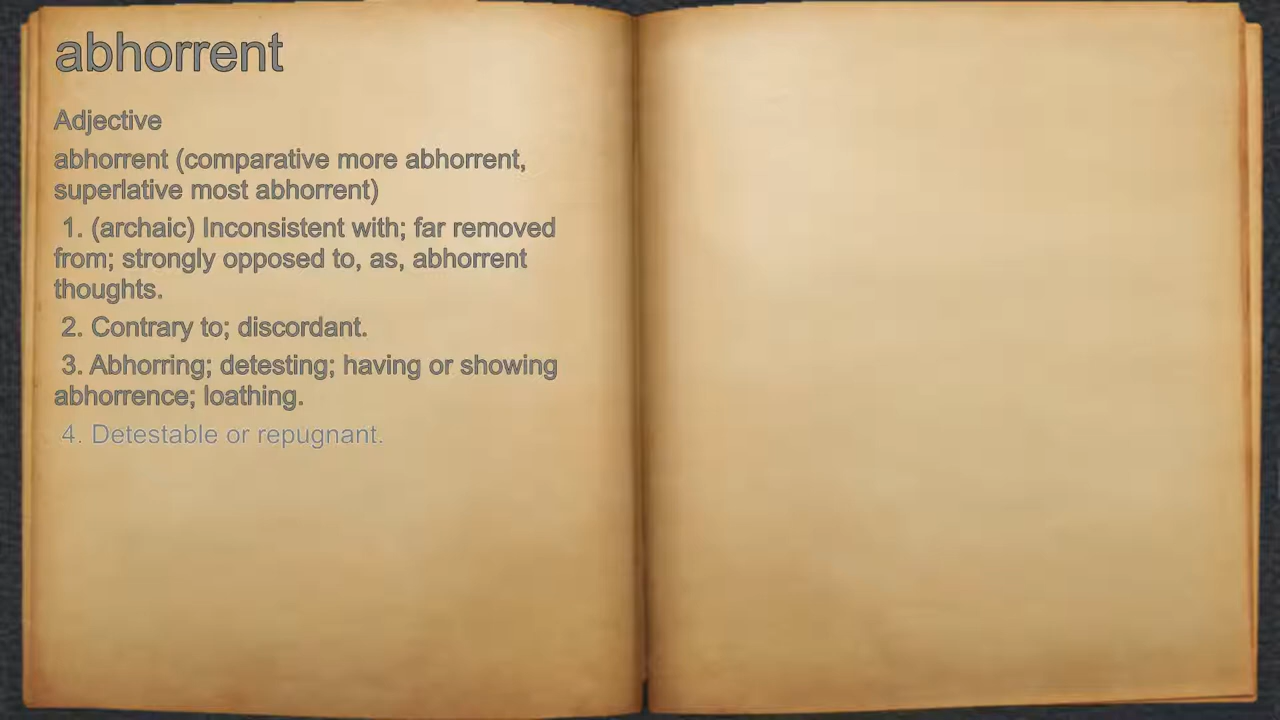 abhorrent
Adjective
abhorrent (comparative more abhorrent,
superlative most abhorrent)
1. (archaic) Inconsistent with; far removed
from; strongly opposed to, as, abhorrent
thoughts.
2. Contrary to; discordant.
3. Abhorring; detesting; having or showing
abhorrence; loathing.
4. Detestable or repugnant.